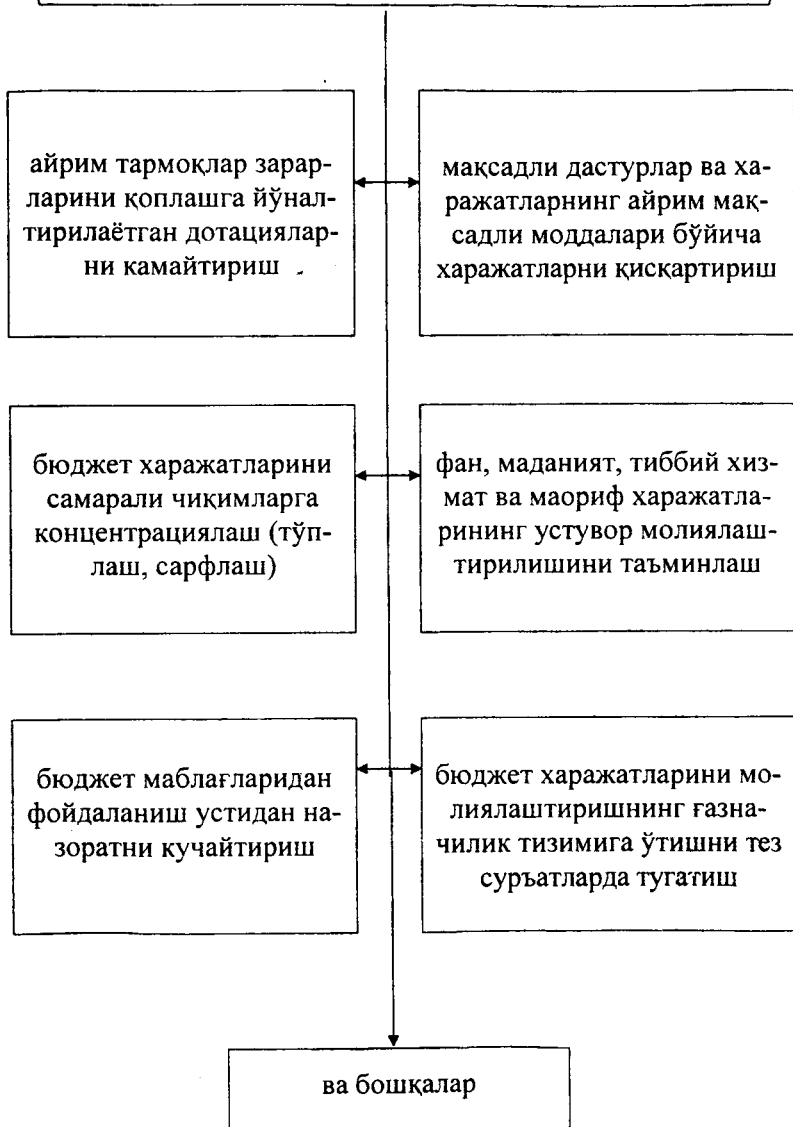 айрим тармоқлар зарар-
ларини қоплашга йўнал-
тирилаётган дотациялар-
ни камайтириш
мақсадли дастурлар ва ха-
ражатларнинг айрим мақ-
садли моддалари бўйича
харажатларни қисқартириш
бюджет харажатларини
самарали чиқимларга
концентрациялаш (тўп-
лаш, сарфлаш)
фан, маданият, тиббий хиз-
мат ва маориф харажатла-
рининг устувор молиялаш-
тирилишини таъминлаш
бюджет маблағларидан
фойдаланиш устидан на-
зоратни кучайтириш
бюджет харажатларини мо-
лиялаштиришнинг ғазна-
чилик тизимига ўтишни тез
суръатларда тугатиш
ва бошқалар